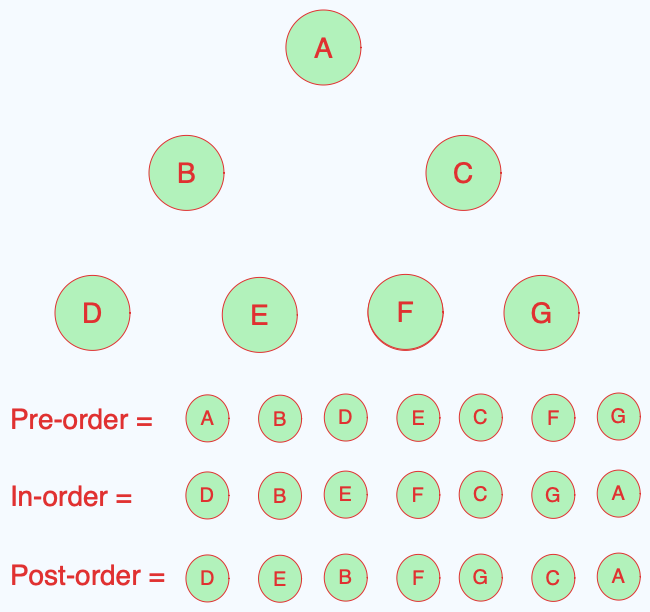 A
B C
D E F G
Pre-order = A B D E C F G
In-order = D B E F C G A
Post-order = D E B F G C A